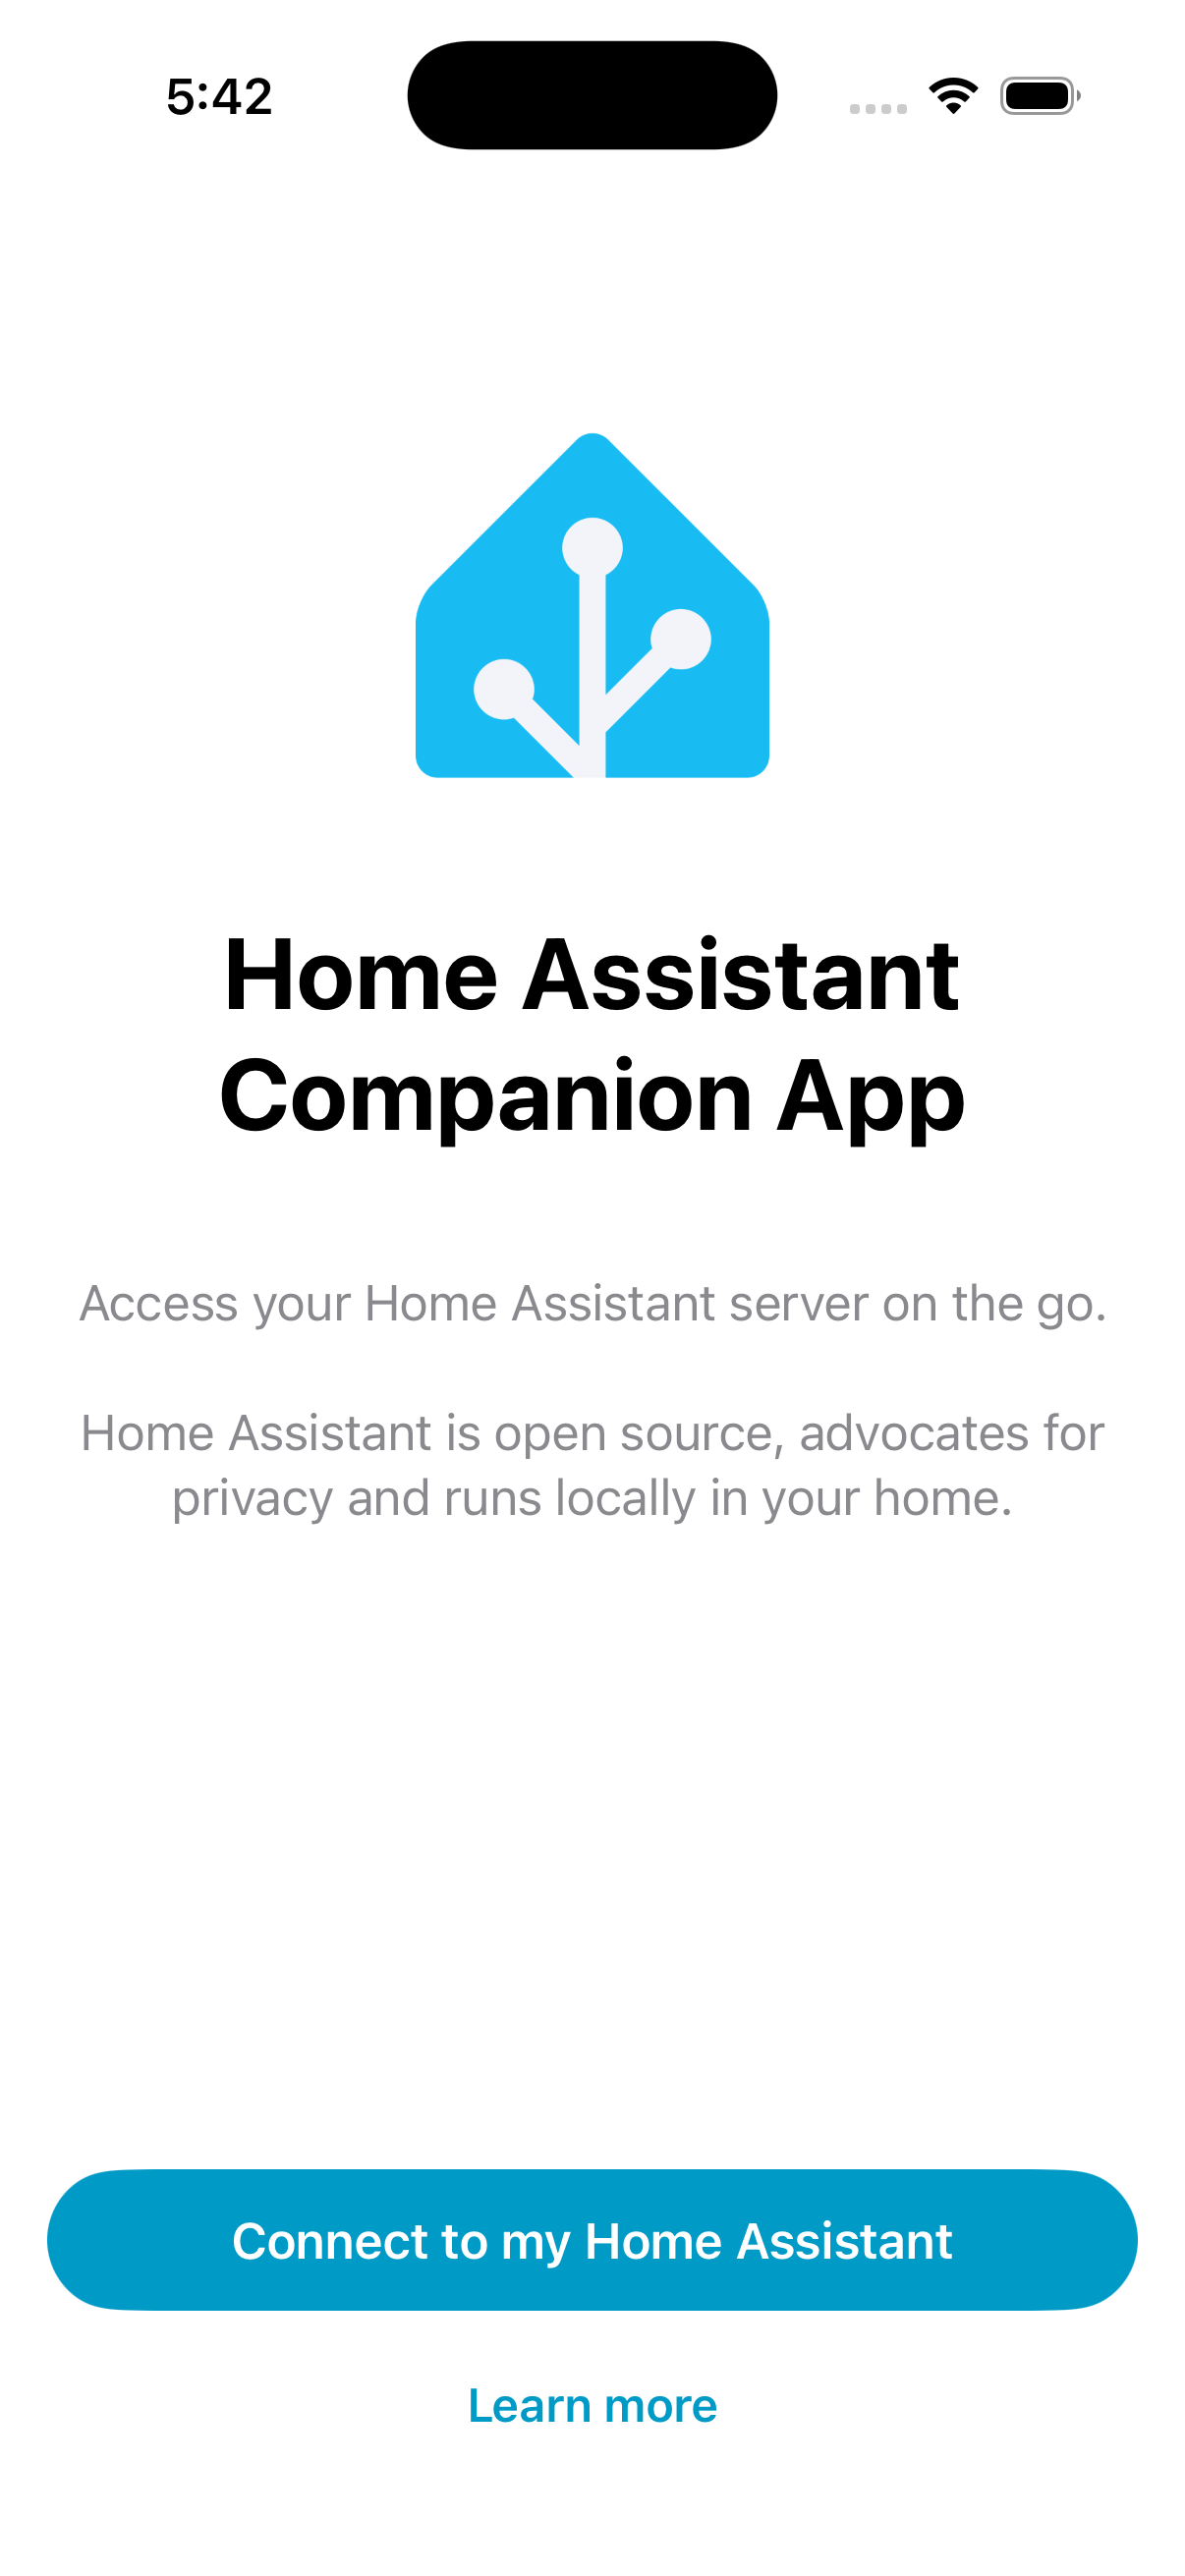 5:42
Home Assistant
Companion App
Access your Home Assistant server on the go.
Home Assistant is open source, advocates for
privacy and runs locally in your home.
Connect to my Home Assistant
Learn more